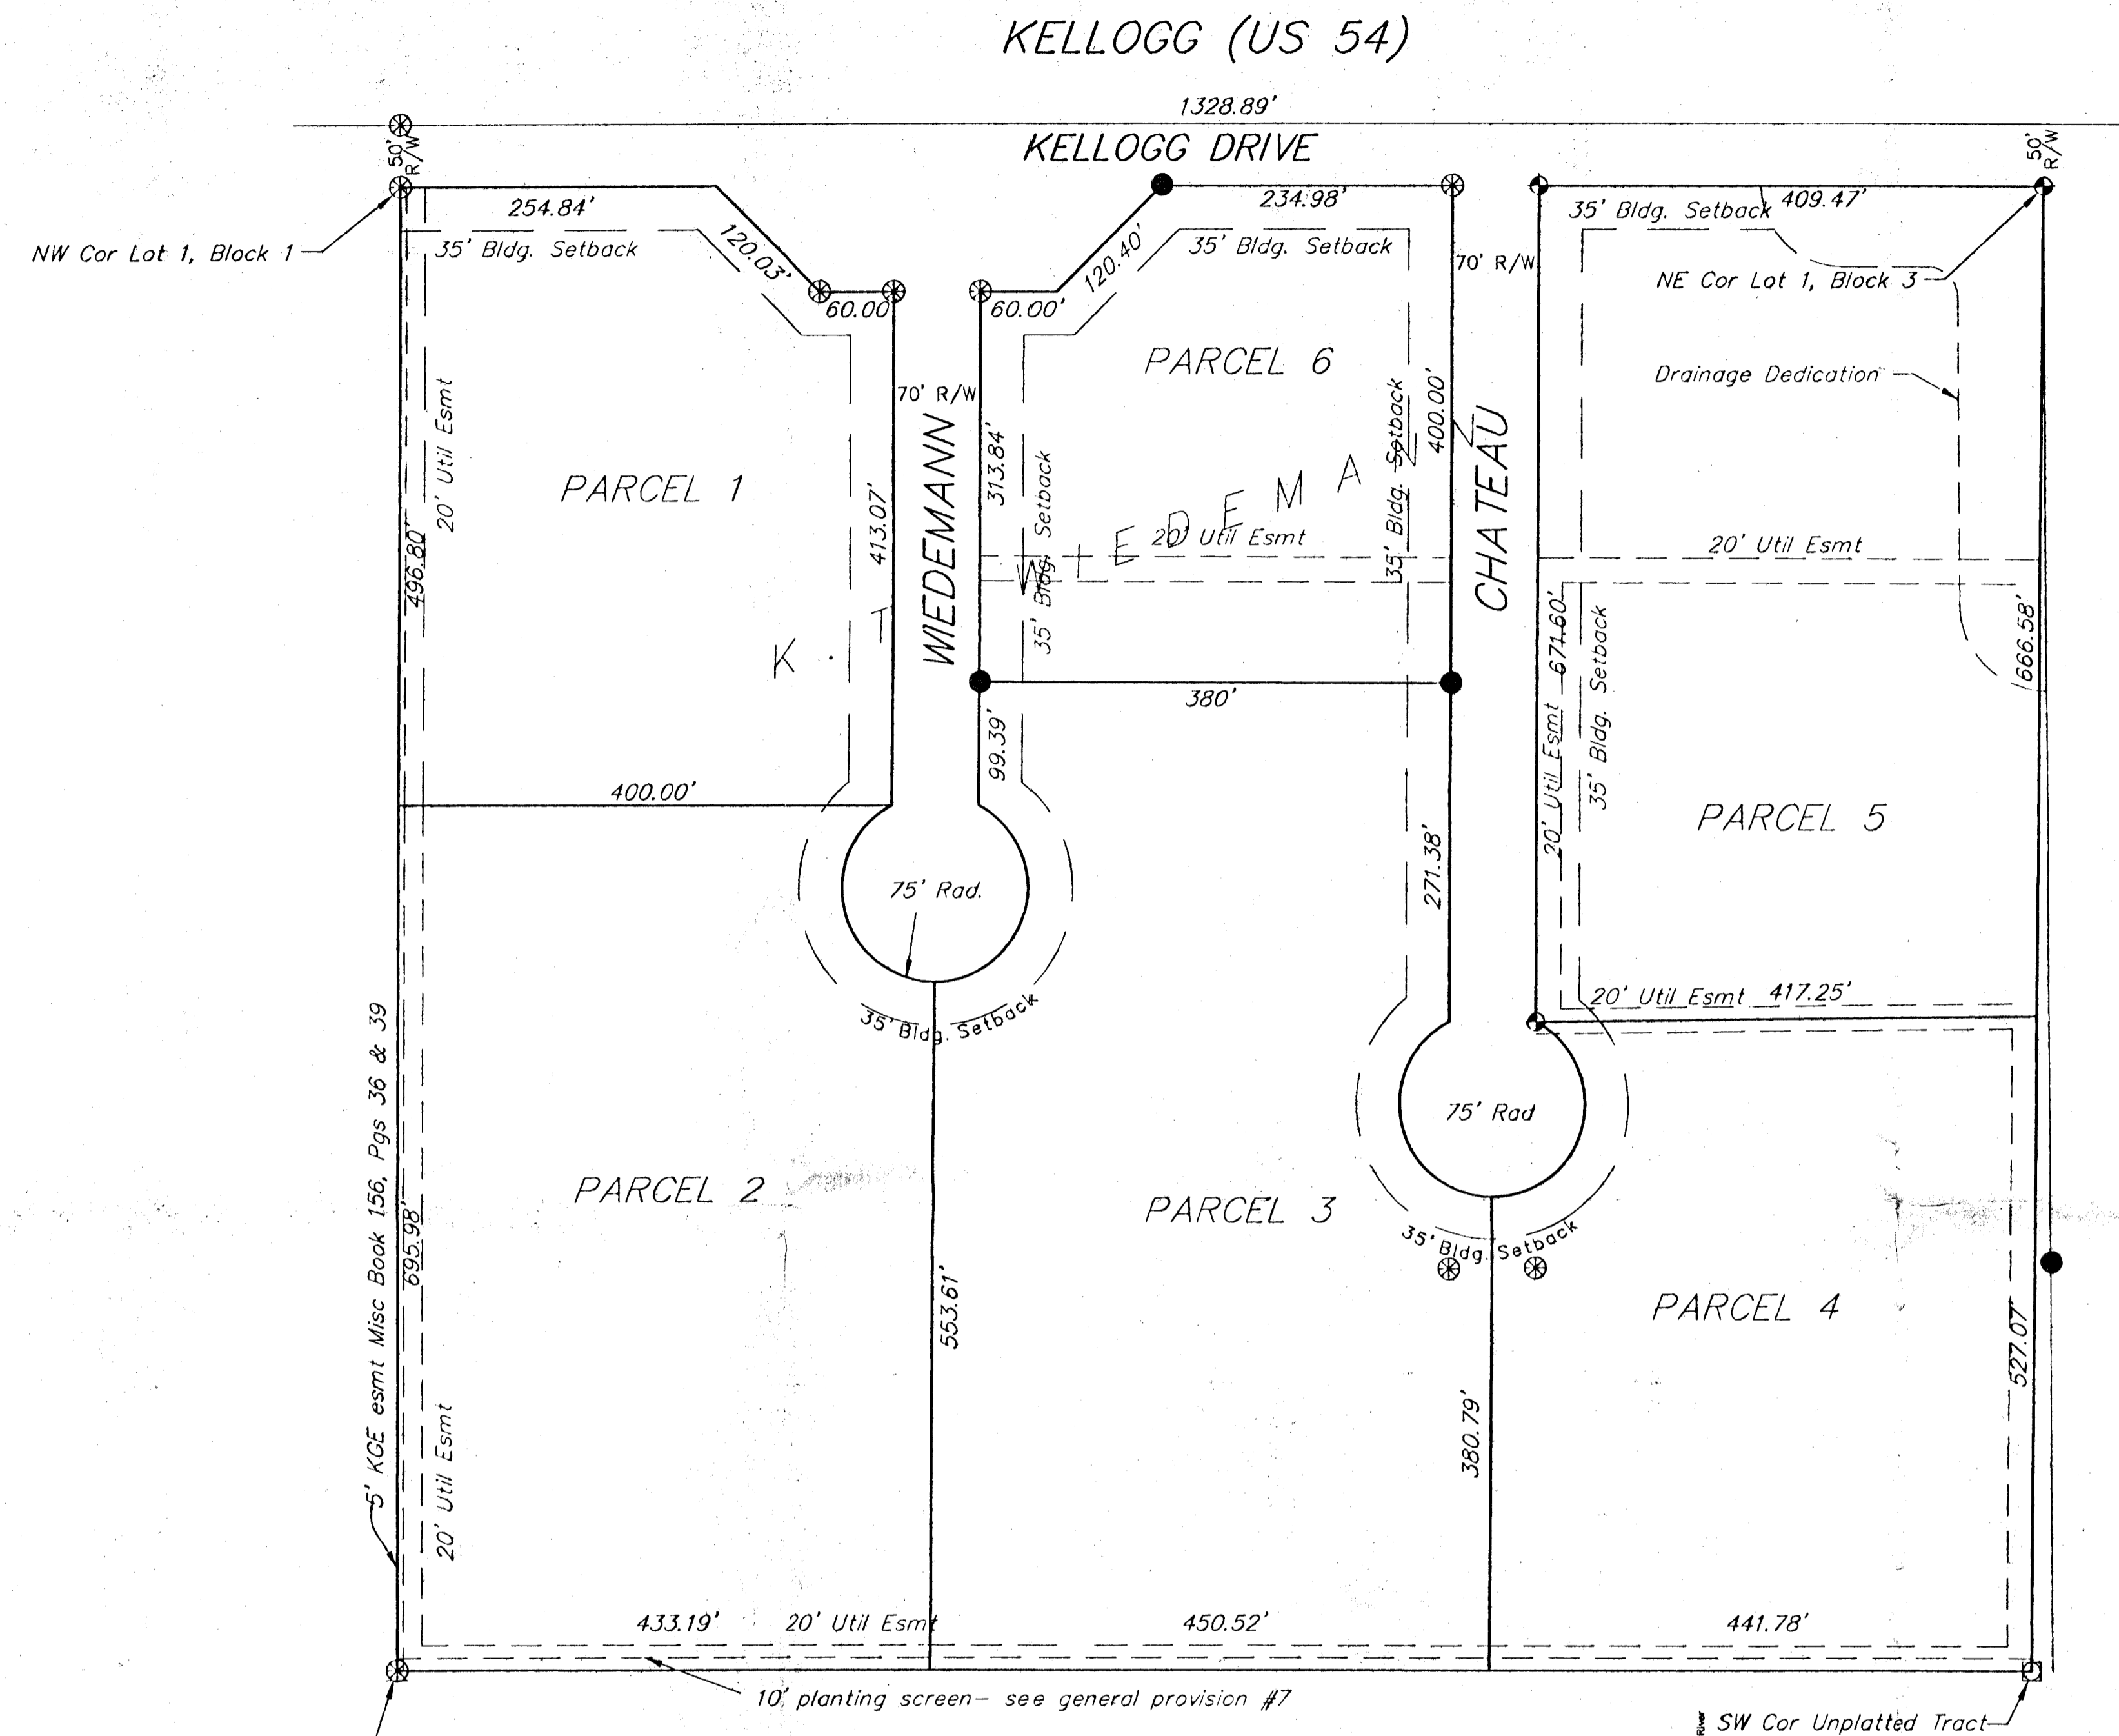 KELLOGG (US 54)
1328.89'
KELLOGG DRIVE
50'
R/W
50'
R/W
254.84'
234.98'
409.47'
35' Bldg. Setback
NW Cor Lot 1, Block 1
35' Bldg. Setback
120.03'
120.40'
35' Bldg. Setback
70' R/W
NE Cor Lot 1, Block 3
60.00'
60.00'
PARCEL 6
Drainage Dedication
70' R/W
20' Util Esmt
PARCEL 1
413.07'
WIEDEMANN
313.84'
35' Bldg. Setback
35' Bldg. Setback
400.00'
CHATEAU
K . T W I E D E M A N
20' Util Esmt
20' Util Esmt
496.80'
671.60'
20' Util Esmt
35' Bldg. Setback
666.58'
380'
99.39'
400.00'
PARCEL 5
271.38'
75' Rad.
20' Util Esmt 417.25'
35' Bldg. Setback
5' KGE esmt Misc Book 156, Pgs 36 & 39
75' Rad
PARCEL 2
PARCEL 3
695.98'
35' Bldg. Setback
553.61'
PARCEL 4
527.07'
380.79'
20' Util Esmt
433.19'
20' Util Esmt
450.52'
441.78'
10' planting screen- see general provision #7
River
SW Cor Unplatted Tract